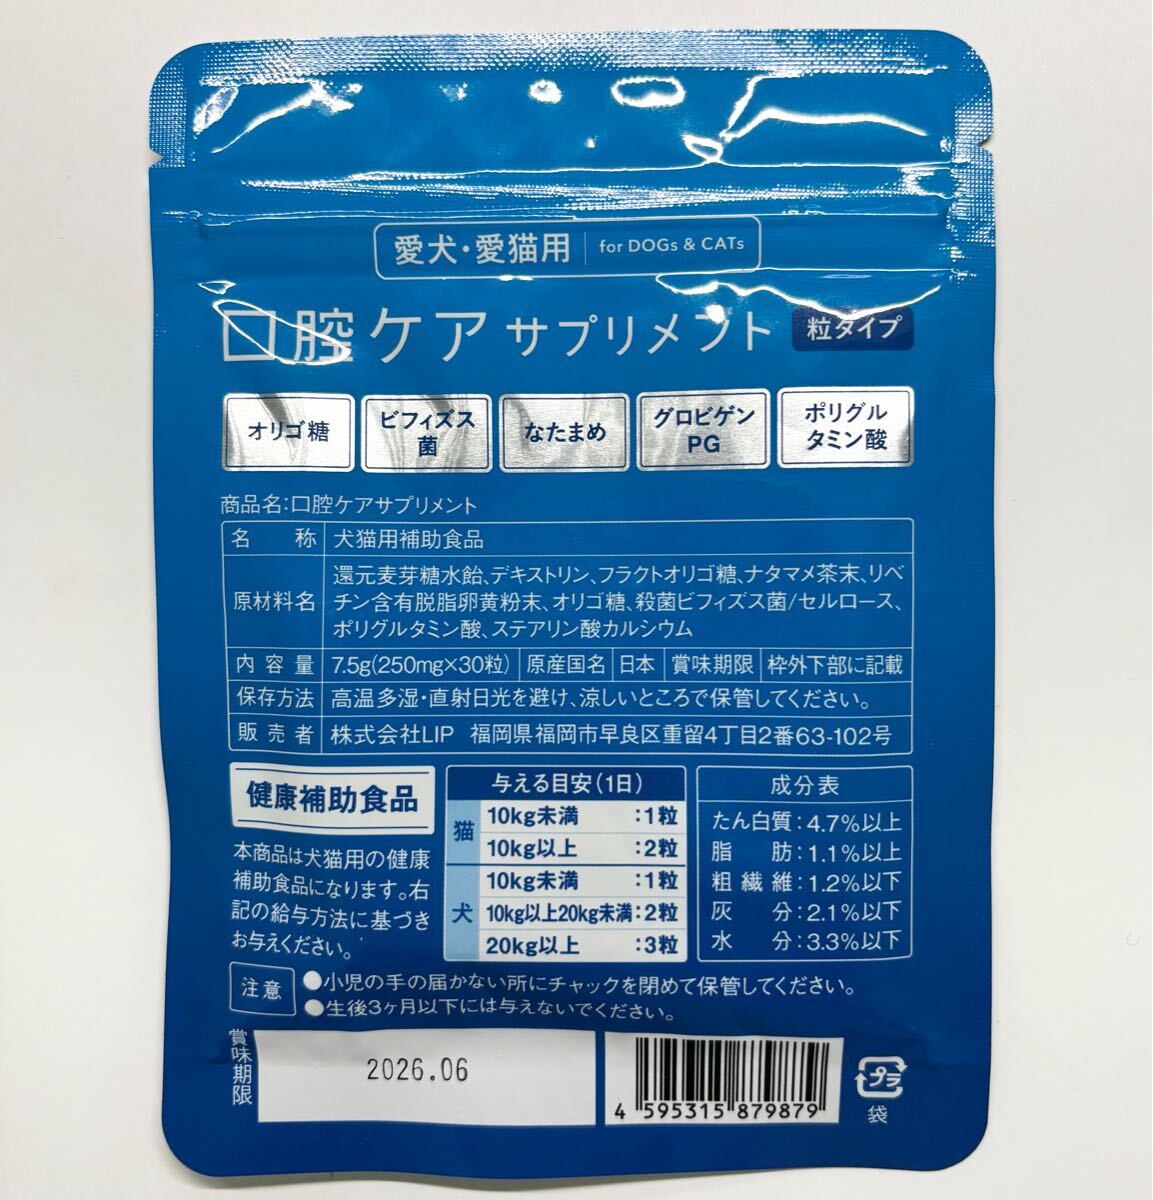 愛犬・愛猫用 for DOGs & CATs
口腔ケア サプリメント 粒タイプ
オリゴ糖
ビフィズス
菌
なたまめ
グロビゲン
PG
ポリグル
タミン酸
商品名：口腔ケアサプリメント
名称 犬猫用補助食品
原材料名 還元麦芽糖水飴、デキストリン、フラクトオリゴ糖、ナタマメ茶末、リベ
チン含有脱脂卵黄粉末、オリゴ糖、殺菌ビフィズス菌/セルロース、
ポリグルタミン酸、ステアリン酸カルシウム
内容量 7.5g(250mg×30粒) 原産国名 日本 賞味期限 枠外下部に記載
保存方法 高温多湿・直射日光を避け、涼しいところで保管してください。
販売者 株式会社LIP 福岡県福岡市早良区重留4丁目2番63-102号
健康補助食品
本商品は犬猫用の健康
補助食品になります。右
記の給与方法に基づき
お与えください。
与える目安(1日)
猫
10kg未満 :1粒
10kg以上 :2粒
犬
10kg未満 :1粒
10kg以上20kg未満:2粒
20kg以上 :3粒
成分表
たん白質：4.7%以上
脂肪：1.1%以上
粗繊維：1.2%以下
灰分：2.1%以下
水分：3.3%以下
注意
●小児の手の届かない所にチャックを閉めて保管してください。
●生後3ヶ月以下には与えないでください。
賞味期限
2026.06
4 595315 879879
プラ
袋